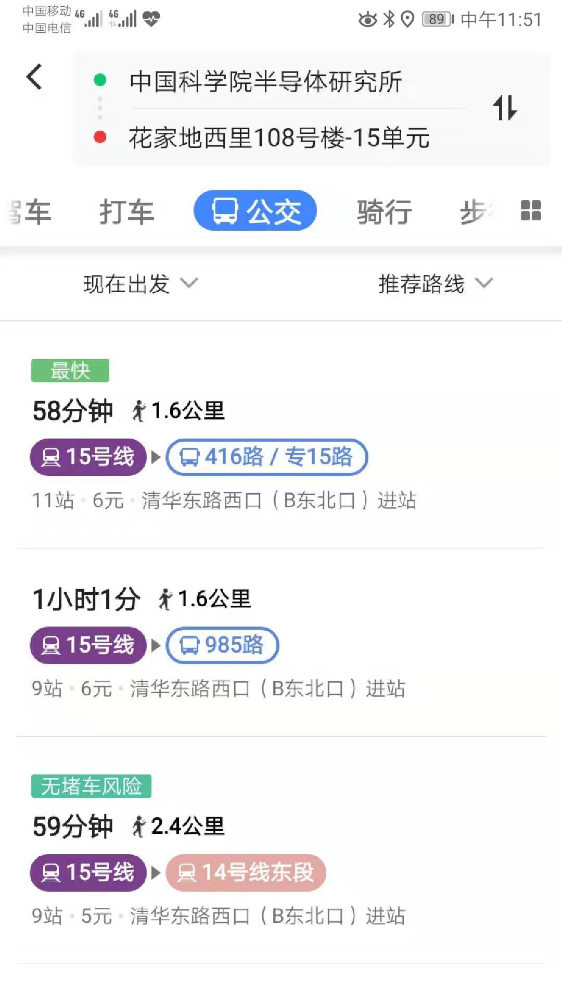 中国移动 4G 4G
中国电信
89 中午11:51
中国科学院半导体研究所
花家地西里108号楼-15单元
驾车 打车 公交 骑行 步
现在出发 推荐路线
最快
58分钟 1.6公里
15号线 416路 / 专15路
11站 · 6元 · 清华东路西口（B东北口）进站
1小时1分 1.6公里
15号线 985路
9站 · 6元 · 清华东路西口（B东北口）进站
无堵车风险
59分钟 2.4公里
15号线 14号线东段
9站 · 5元 · 清华东路西口（B东北口）进站